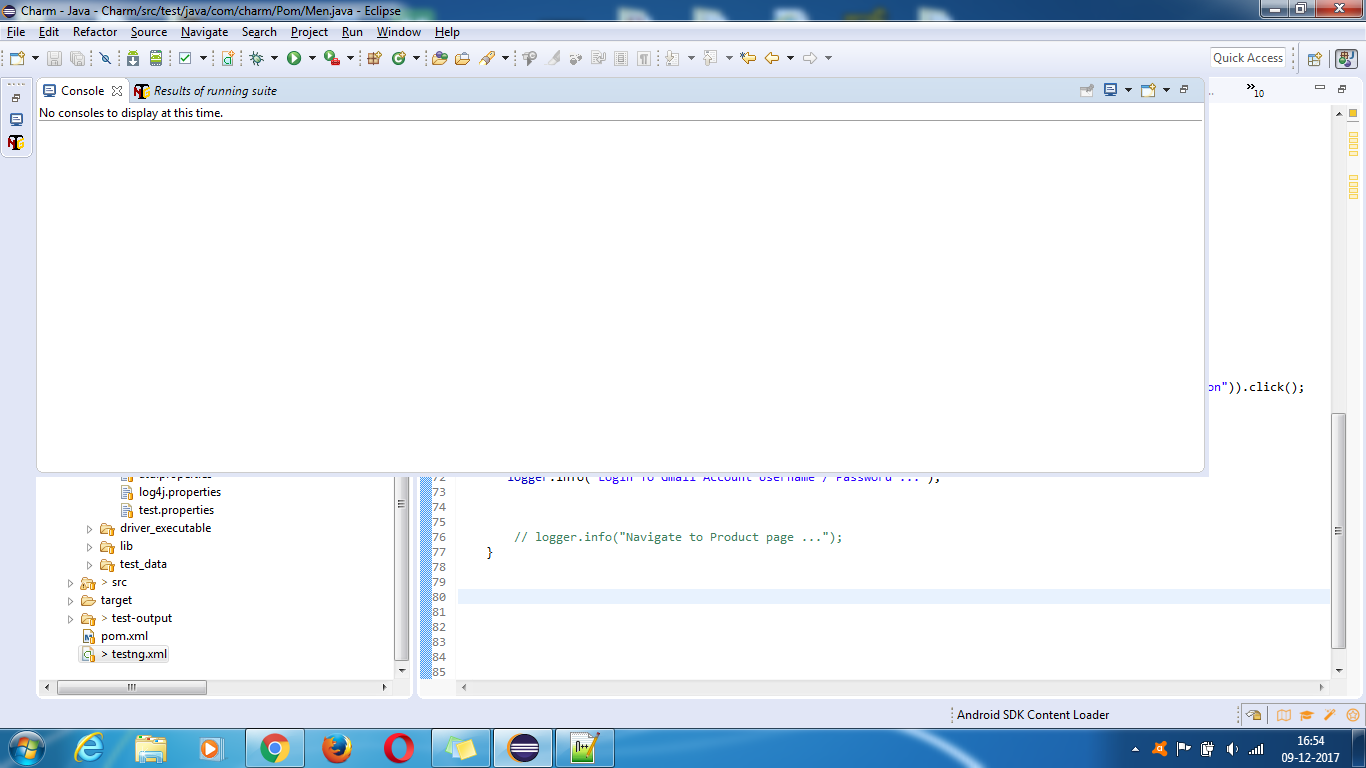 Charm - Java - Charm/src/test/java/com/charm/Pom/Men.java - Eclipse
File Edit Refactor Source Navigate Search Project Run Window Help
Quick Access
Console Results of running suite
10
No consoles to display at this time.
on")).click();
72 logger.info("Login To Gmail Account Username / Password ...");
log4j.properties
73
test.properties
74
driver_executable
75
lib
76 // logger.info("Navigate to Product page ...");
77 }
test_data
78
> src
79
target
80
> test-output
81
pom.xml
82
> testng.xml
83
84
85
Android SDK Content Loader
16:54
09-12-2017